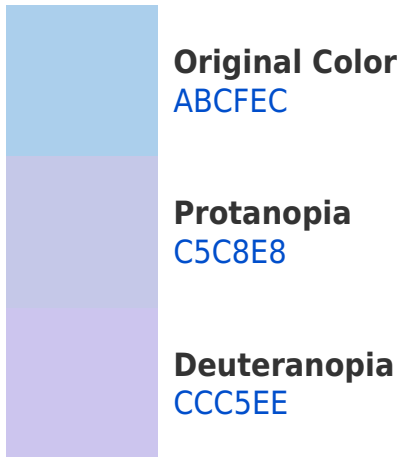 Original Color
ABCFEC
Protanopia
C5C8E8
Deuteranopia
CCC5EE